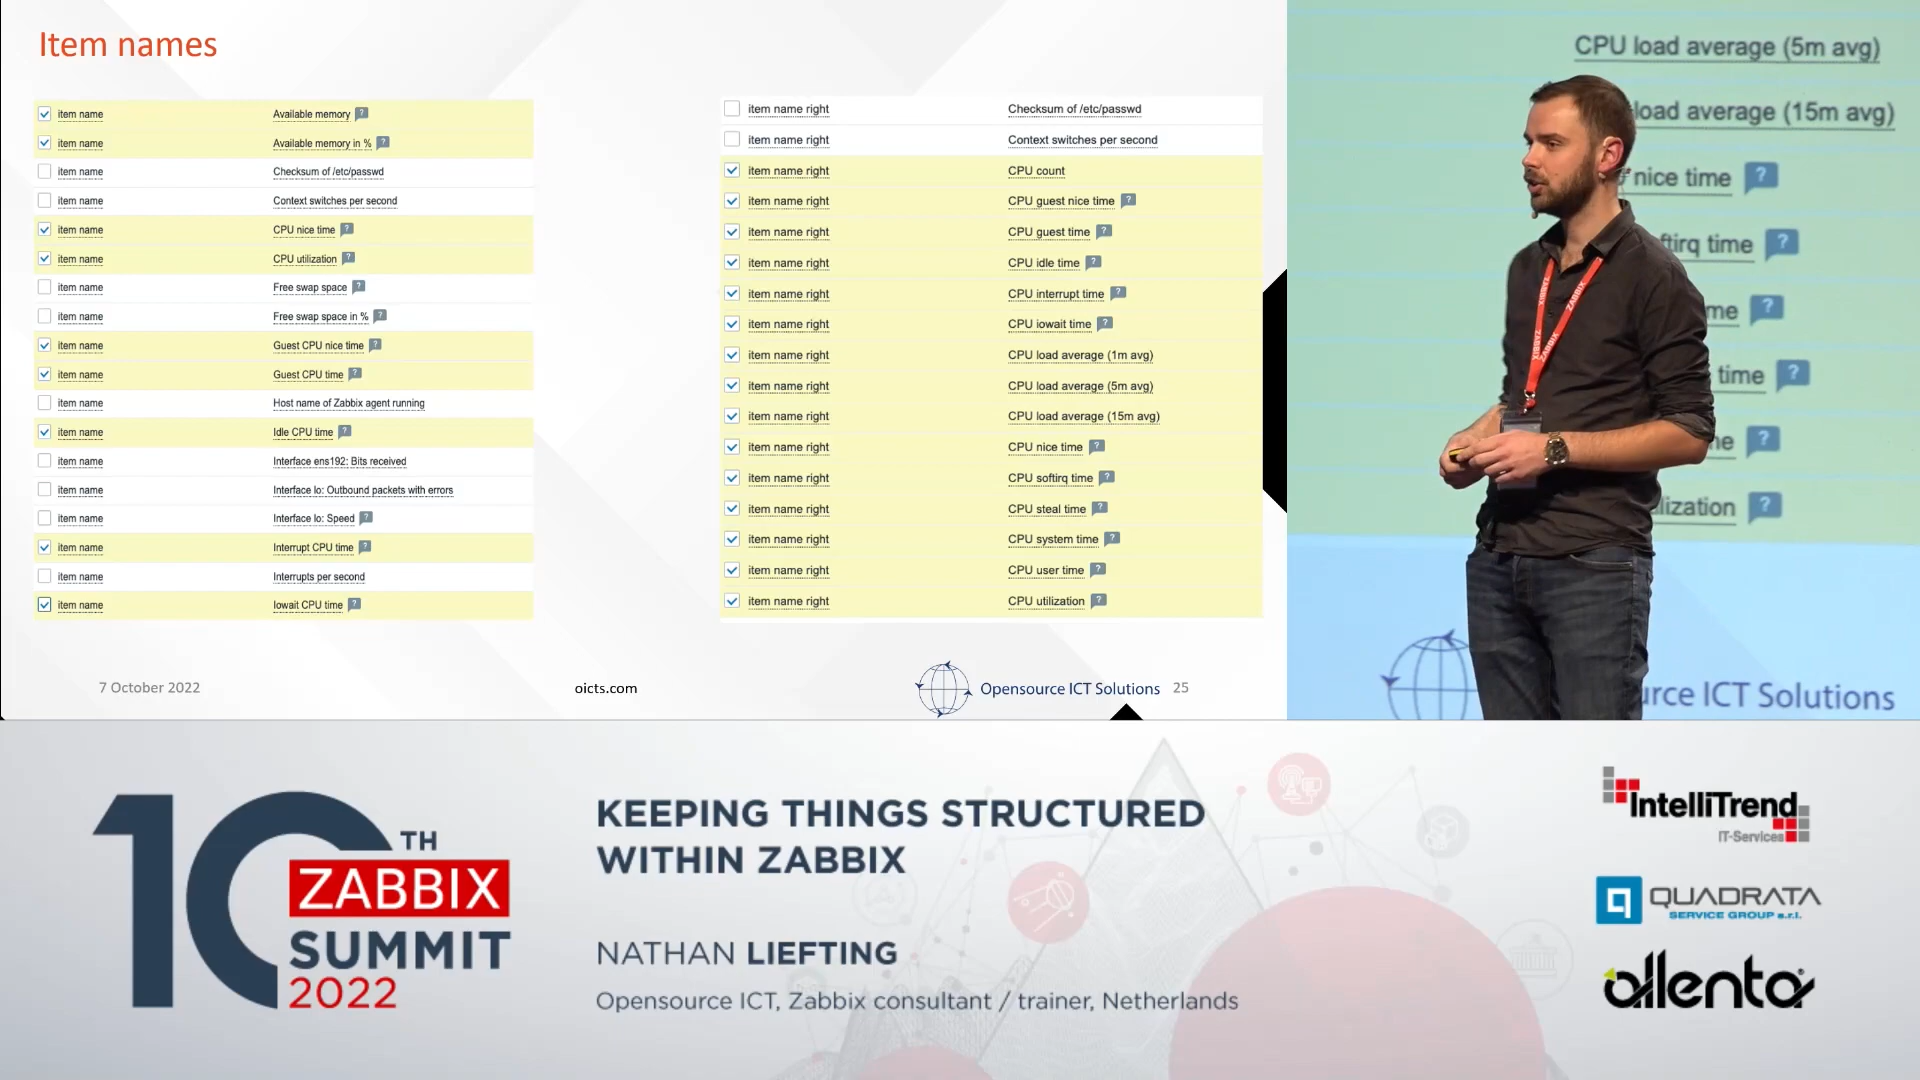 Item names
item name Available memory ?
item name Available memory in % ?
item name Checksum of /etc/passwd
item name Context switches per second
item name CPU nice time ?
item name CPU utilization ?
item name Free swap space ?
item name Free swap space in % ?
item name Guest CPU nice time ?
item name Guest CPU time ?
item name Host name of Zabbix agent running
item name Idle CPU time ?
item name Interface ens192: Bits received
item name Interface lo: Outbound packets with errors
item name Interface lo: Speed ?
item name Interrupt CPU time ?
item name Interrupts per second
item name Iowait CPU time ?
item name right Checksum of /etc/passwd
item name right Context switches per second
item name right CPU count
item name right CPU guest nice time ?
item name right CPU guest time ?
item name right CPU idle time ?
item name right CPU interrupt time ?
item name right CPU iowait time ?
item name right CPU load average (1m avg)
item name right CPU load average (5m avg)
item name right CPU load average (15m avg)
item name right CPU nice time ?
item name right CPU softirq time ?
item name right CPU steal time ?
item name right CPU system time ?
item name right CPU user time ?
item name right CPU utilization ?
7 October 2022
oicts.com
Opensource ICT Solutions 25
CPU load average (5m avg)
load average (15m avg)
nice time ?
ftirq time ?
me ?
time ?
ne ?
lization ?
rce ICT Solutions
ZABBIX ZABBIX
ZABBIX
10TH
ZABBIX
SUMMIT
2022
KEEPING THINGS STRUCTURED
WITHIN ZABBIX
NATHAN LIEFTING
Opensource ICT, Zabbix consultant / trainer, Netherlands
IntelliTrend
IT-Services
QUADRATA
SERVICE GROUP s.r.l.
allenta